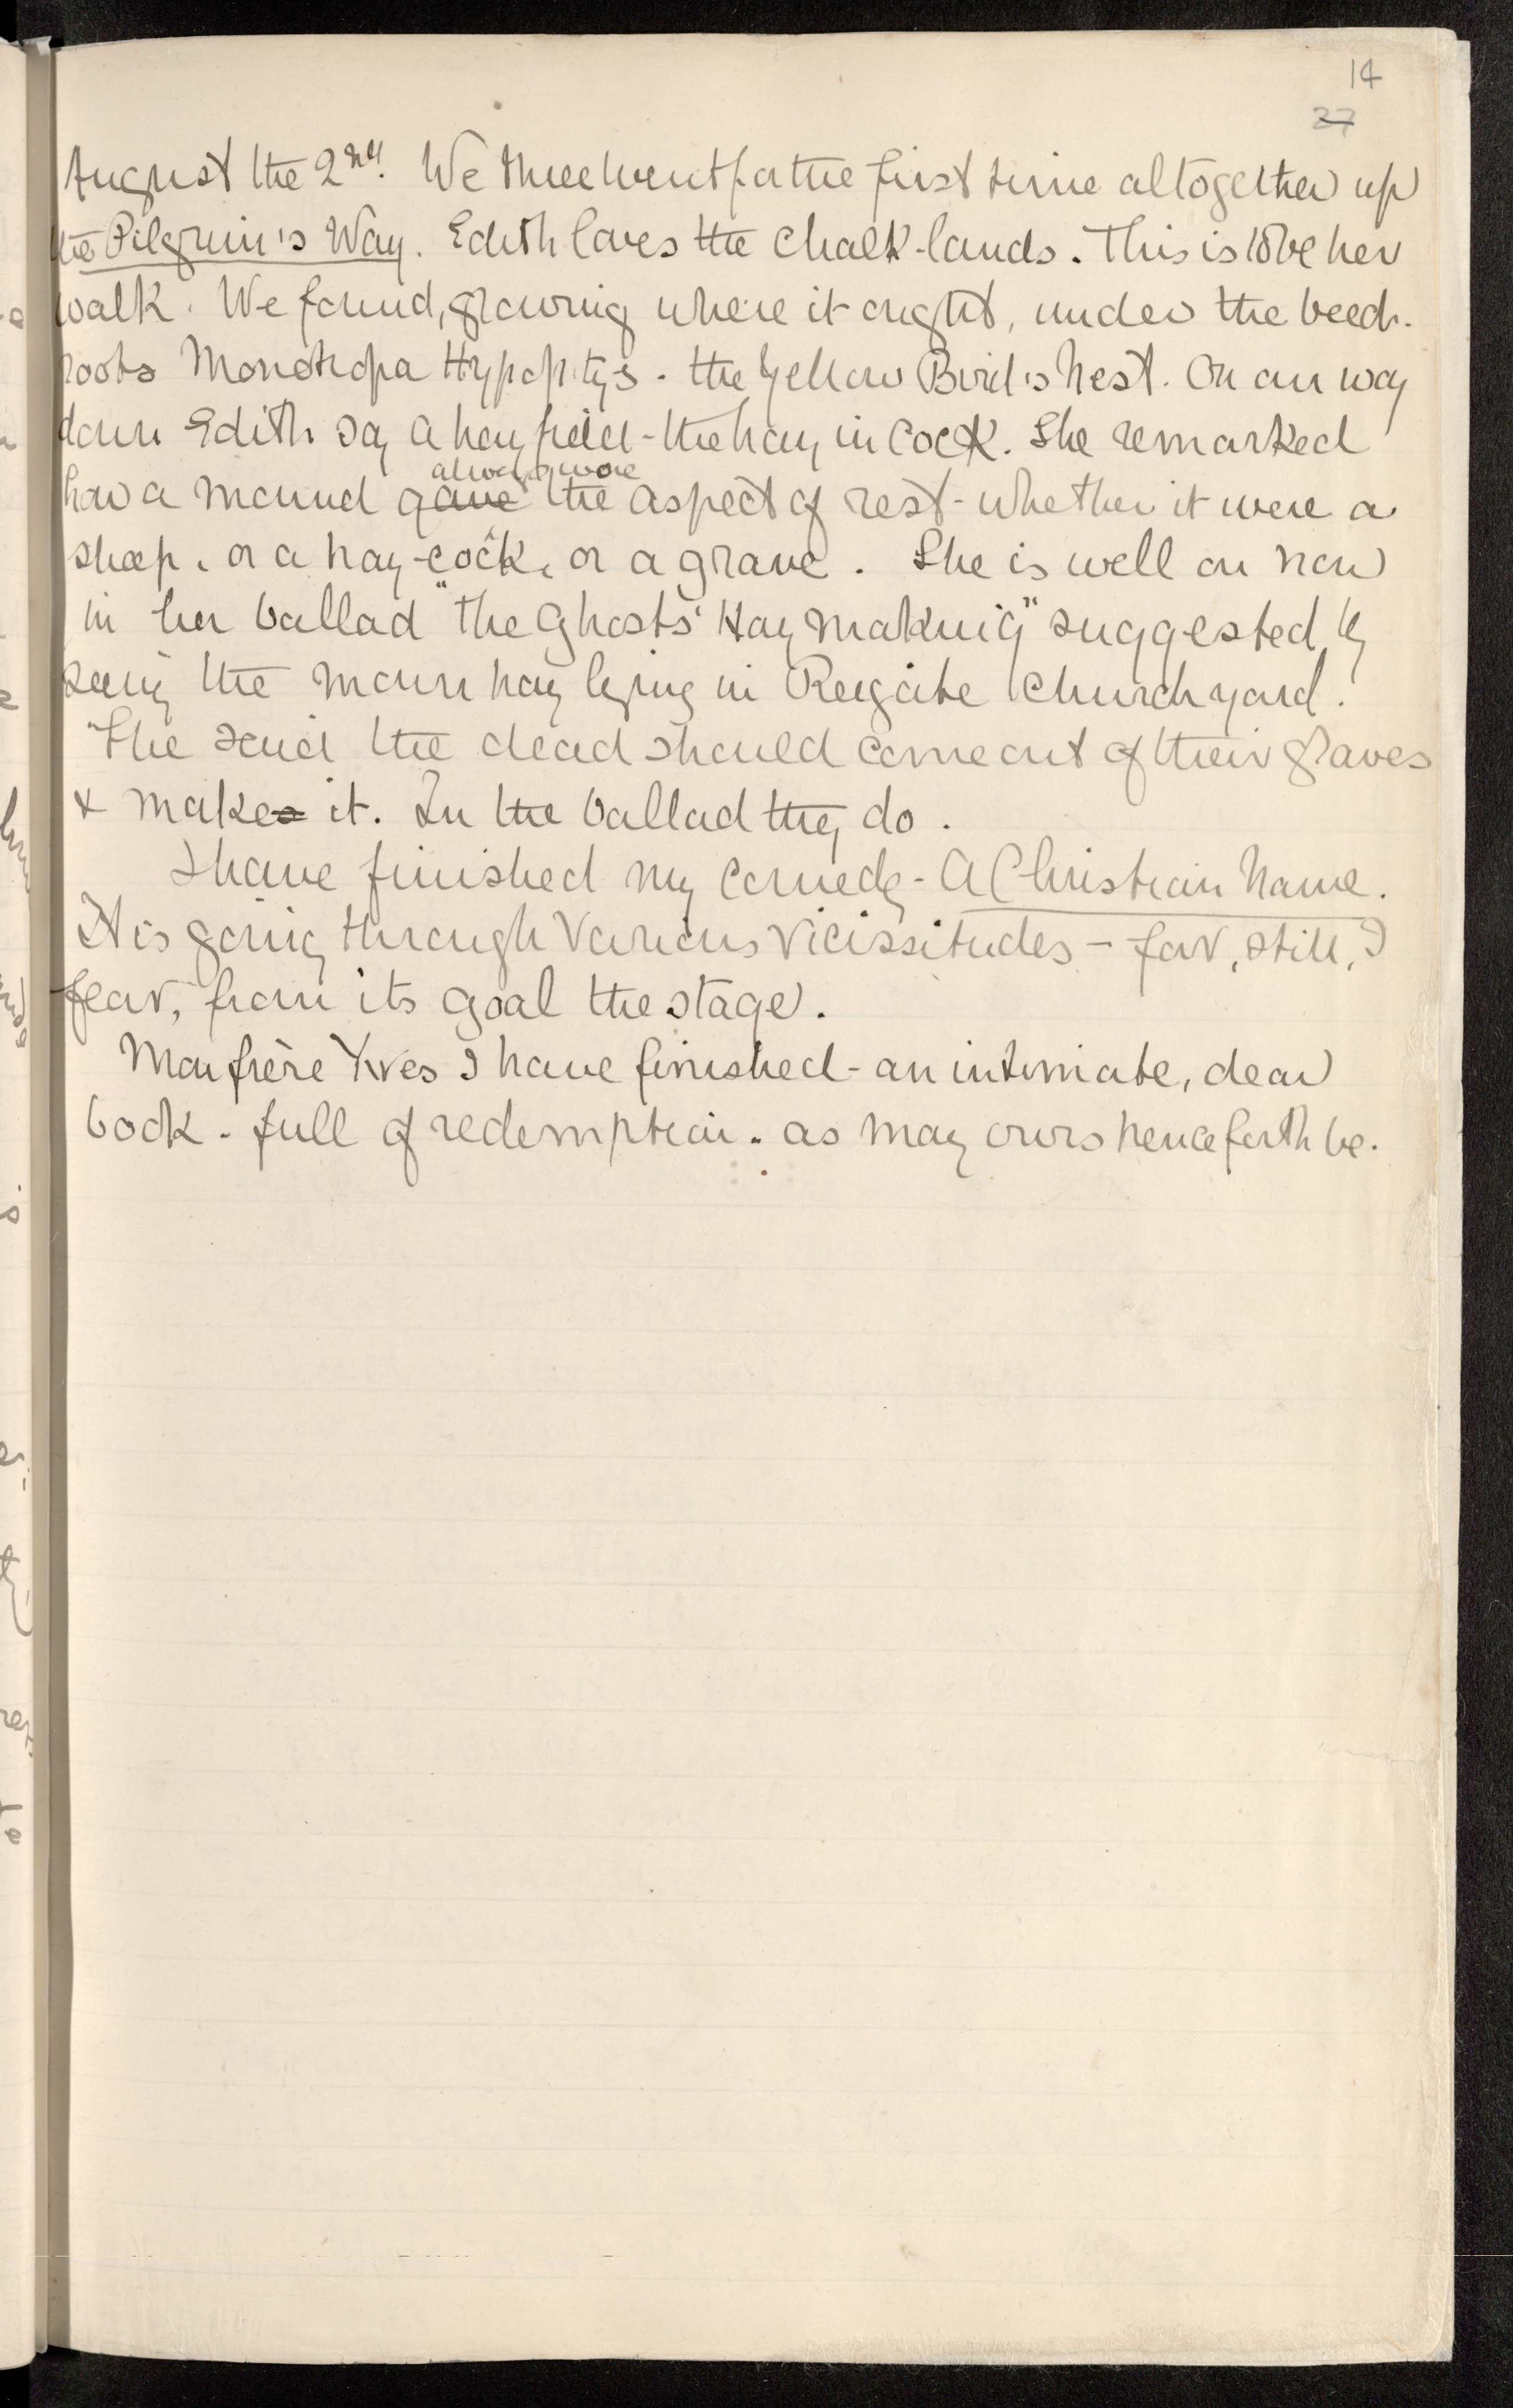 14
27
August the 2nd. We three went for the first time altogether up
the Pilgrim's Way. Edith loves the chalk-lands. This is to be her
walk. We found, growing where it ought, under the beech-
roots Monotropa Hypopitys - the Yellow Bird's Nest. On our way
down Edith saw a hay field - the hay in cock. She remarked
always wore
how a mound gave the aspect of rest - whether it were a
sheep, or a hay-cock, or a grave. She is well on now
in her ballad "the Ghosts' Hay making" suggested by
seeing the mown hay lying in Reigate Churchyard.
She said the dead should come out of their graves
& makes it. In the ballad they do.
I have finished my comedy - A Christian Name.
It is going through various vicissitudes - far, still, I
fear, from its goal the stage.
Mon frère Yves I have finished - an intimate, dear
book - full of redemption - as may ours henceforth be.